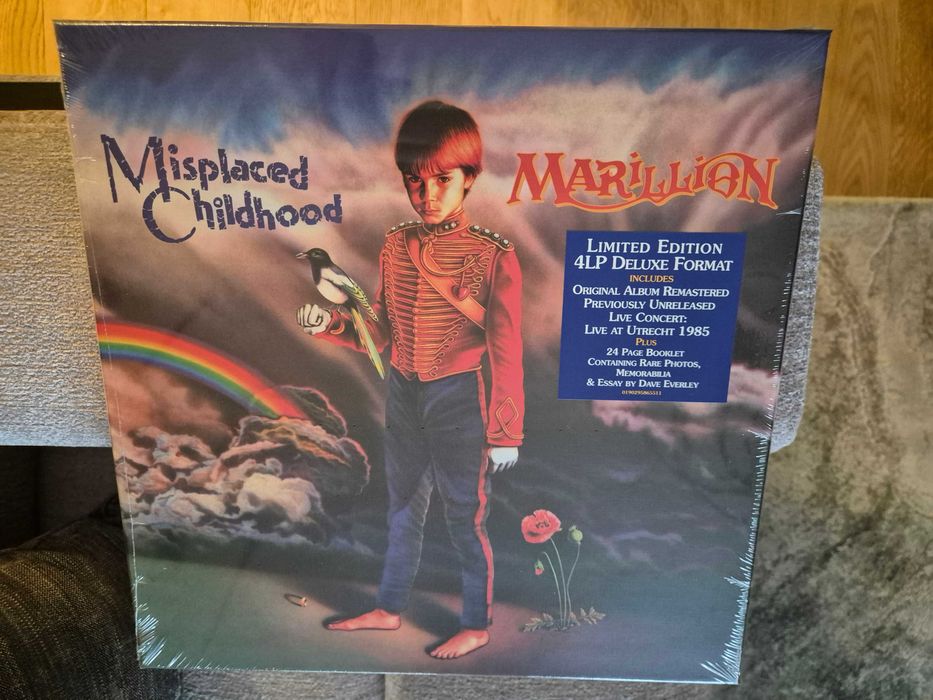 Misplaced
Childhood
MARILLION
LIMITED EDITION
4LP DELUXE FORMAT
INCLUDES
ORIGINAL ALBUM REMASTERED
PREVIOUSLY UNRELEASED
LIVE CONCERT:
LIVE AT UTRECHT 1985
PLUS
24 PAGE BOOKLET
CONTAINING RARE PHOTOS,
MEMORABILIA
& ESSAY BY DAVE EVERLEY
0190295865511